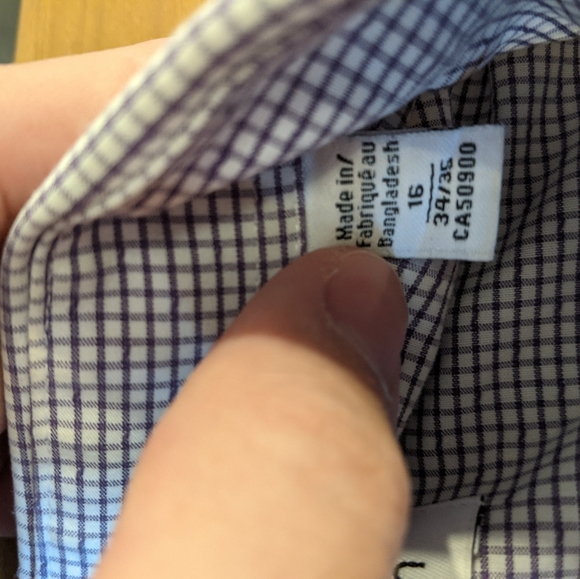 Made in/
Fabriqué au
Bangladesh
16
34/35
CA50900